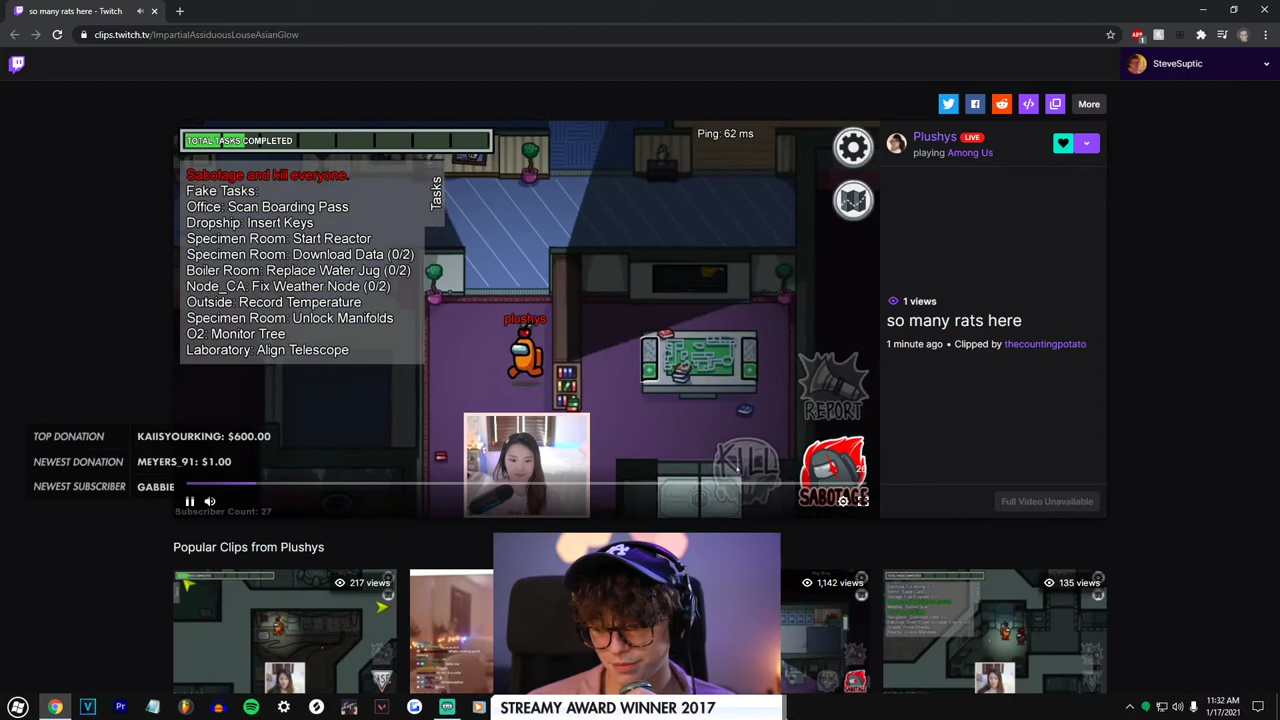 so many rats here - Twitch
clips.twitch.tv/ImpartialAssiduousLouseAsianGlow
SteveSuptic
More
TOTAL TASKS COMPLETED
Ping: 62 ms
Plushys LIVE
playing Among Us
Sabotage and kill everyone.
Fake Tasks:
Office: Scan Boarding Pass
Dropship: Insert Keys
Specimen Room: Start Reactor
Specimen Room: Download Data (0/2)
Boiler Room: Replace Water Jug (0/2)
Node_CA: Fix Weather Node (0/2)
Outside: Record Temperature
Specimen Room: Unlock Manifolds
O2: Monitor Tree
Laboratory: Align Telescope
Tasks
plushys
1 views
so many rats here
1 minute ago • Clipped by thecountingpotato
REPORT
KILL
26
SABOTAGE
TOP DONATION KAIISYOURKING: $600.00
NEWEST DONATION MEYERS_91: $1.00
NEWEST SUBSCRIBER GABBIE
Subscriber Count: 27
Full Video Unavailable
Popular Clips from Plushys
217 views
1,142 views
135 views
STREAMY AWARD WINNER 2017
11:32 AM
1/17/2021